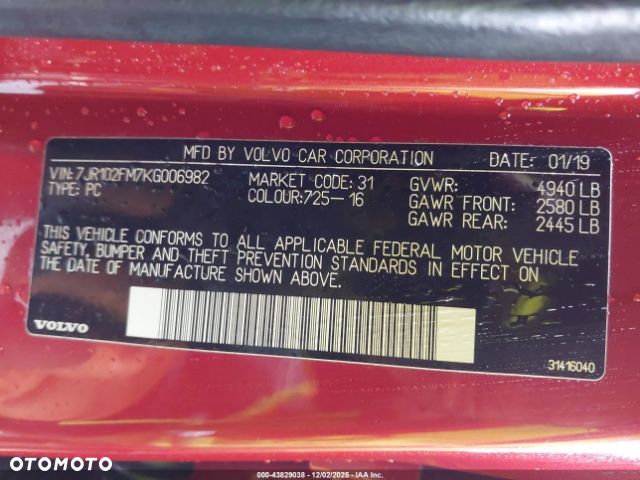 MFD BY VOLVO CAR CORPORATION
DATE: 01/19
VIN:7JR102FM7KG006982
TYPE: PC
MARKET CODE: 31
COLOUR:725-16
GVWR: 4940 LB
GAWR FRONT: 2580 LB
GAWR REAR: 2445 LB
THIS VEHICLE CONFORMS TO ALL APPLICABLE FEDERAL MOTOR VEHICLE
SAFETY, BUMPER AND THEFT PREVENTION STANDARDS IN EFFECT ON
THE DATE OF MANUFACTURE SHOWN ABOVE.
VOLVO
31416040
OTOMOTO
000-43829038 - 12/02/2025 - IAA Inc.